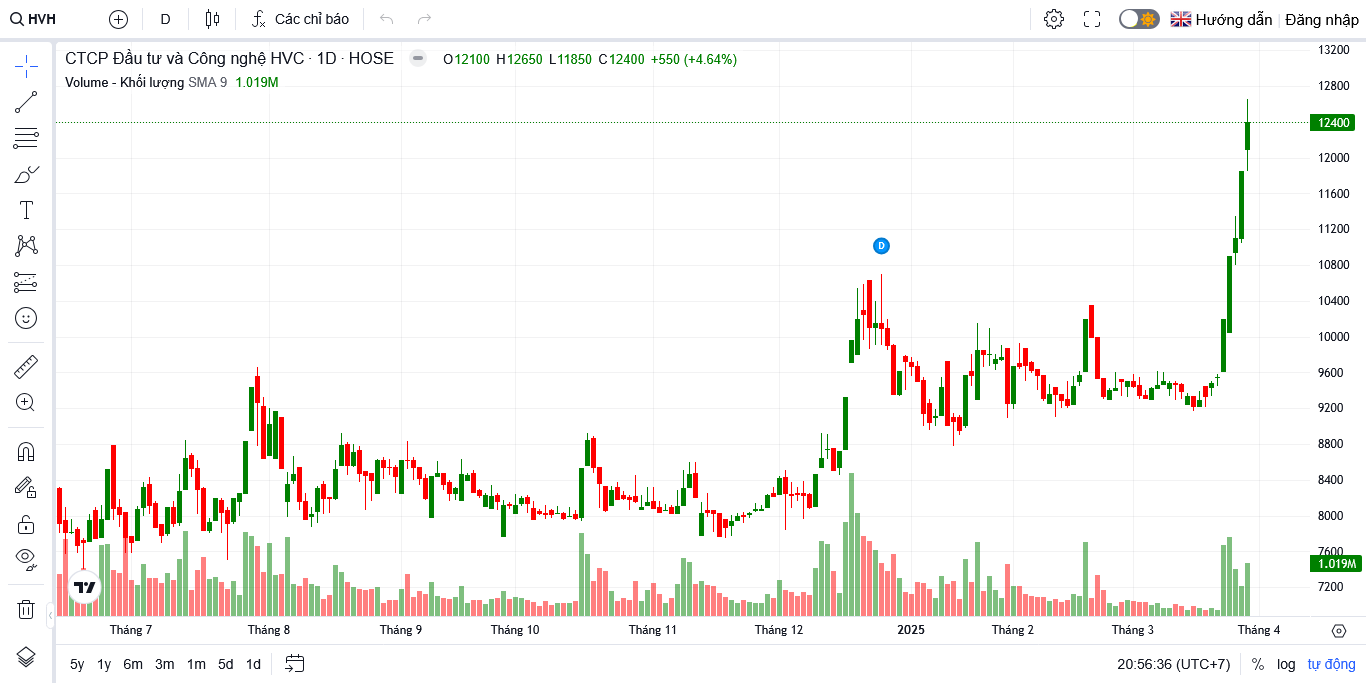 HVH D Các chỉ báo Hướng dẫn Đăng nhập
CTCP Đầu tư và Công nghệ HVC · 1D · HOSE O12100 H12650 L11850 C12400 +550 (+4.64%)
Volume - Khối lượng SMA 9 1.019M
13200
12800
12400
12000
11600
11200
10800
10400
10000
9600
9200
8800
8400
8000
7600
1.019M
7200
D
Tháng 7 Tháng 8 Tháng 9 Tháng 10 Tháng 11 Tháng 12 2025 Tháng 2 Tháng 3 Tháng 4
5y 1y 6m 3m 1m 5d 1d 20:56:36 (UTC+7) % log tự động